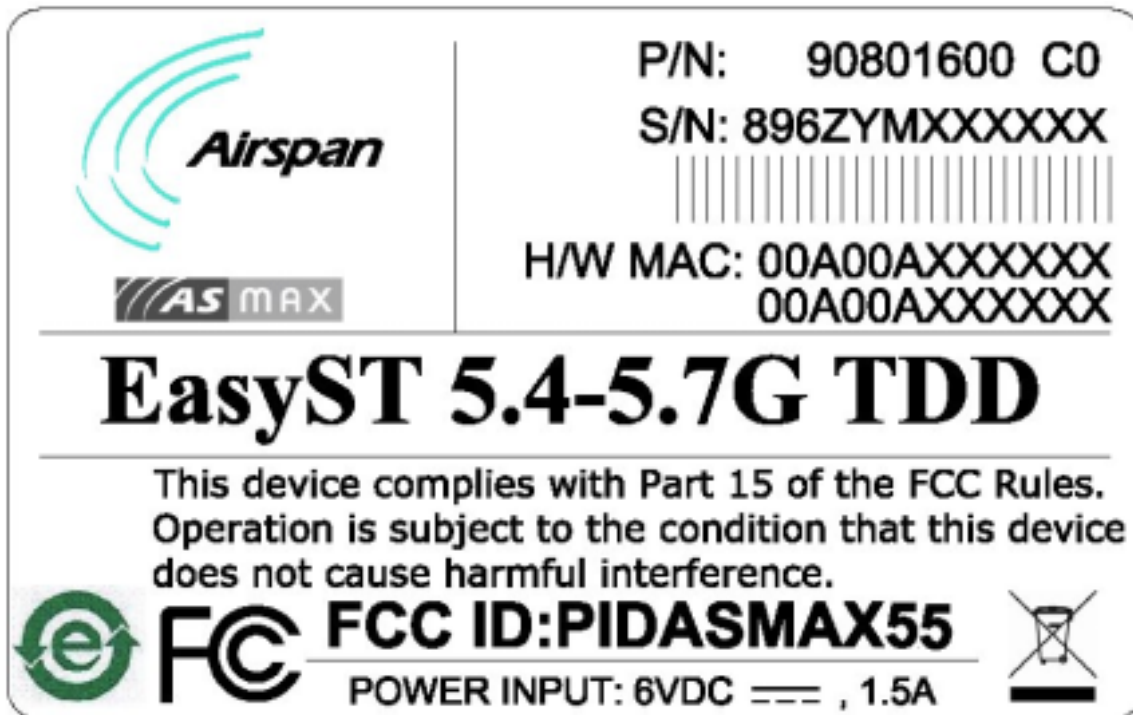 Airspan
AS MAX
P/N: 90801600 C0
S/N: 896ZYMXXXXXX
H/W MAC: 00A00AXXXXXX
00A00AXXXXXX
EasyST 5.4-5.7G TDD
This device complies with Part 15 of the FCC Rules.
Operation is subject to the condition that this device
does not cause harmful interference.
e
FC
FCC ID:PIDASMAX55
POWER INPUT: 6VDC ⎓ , 1.5A